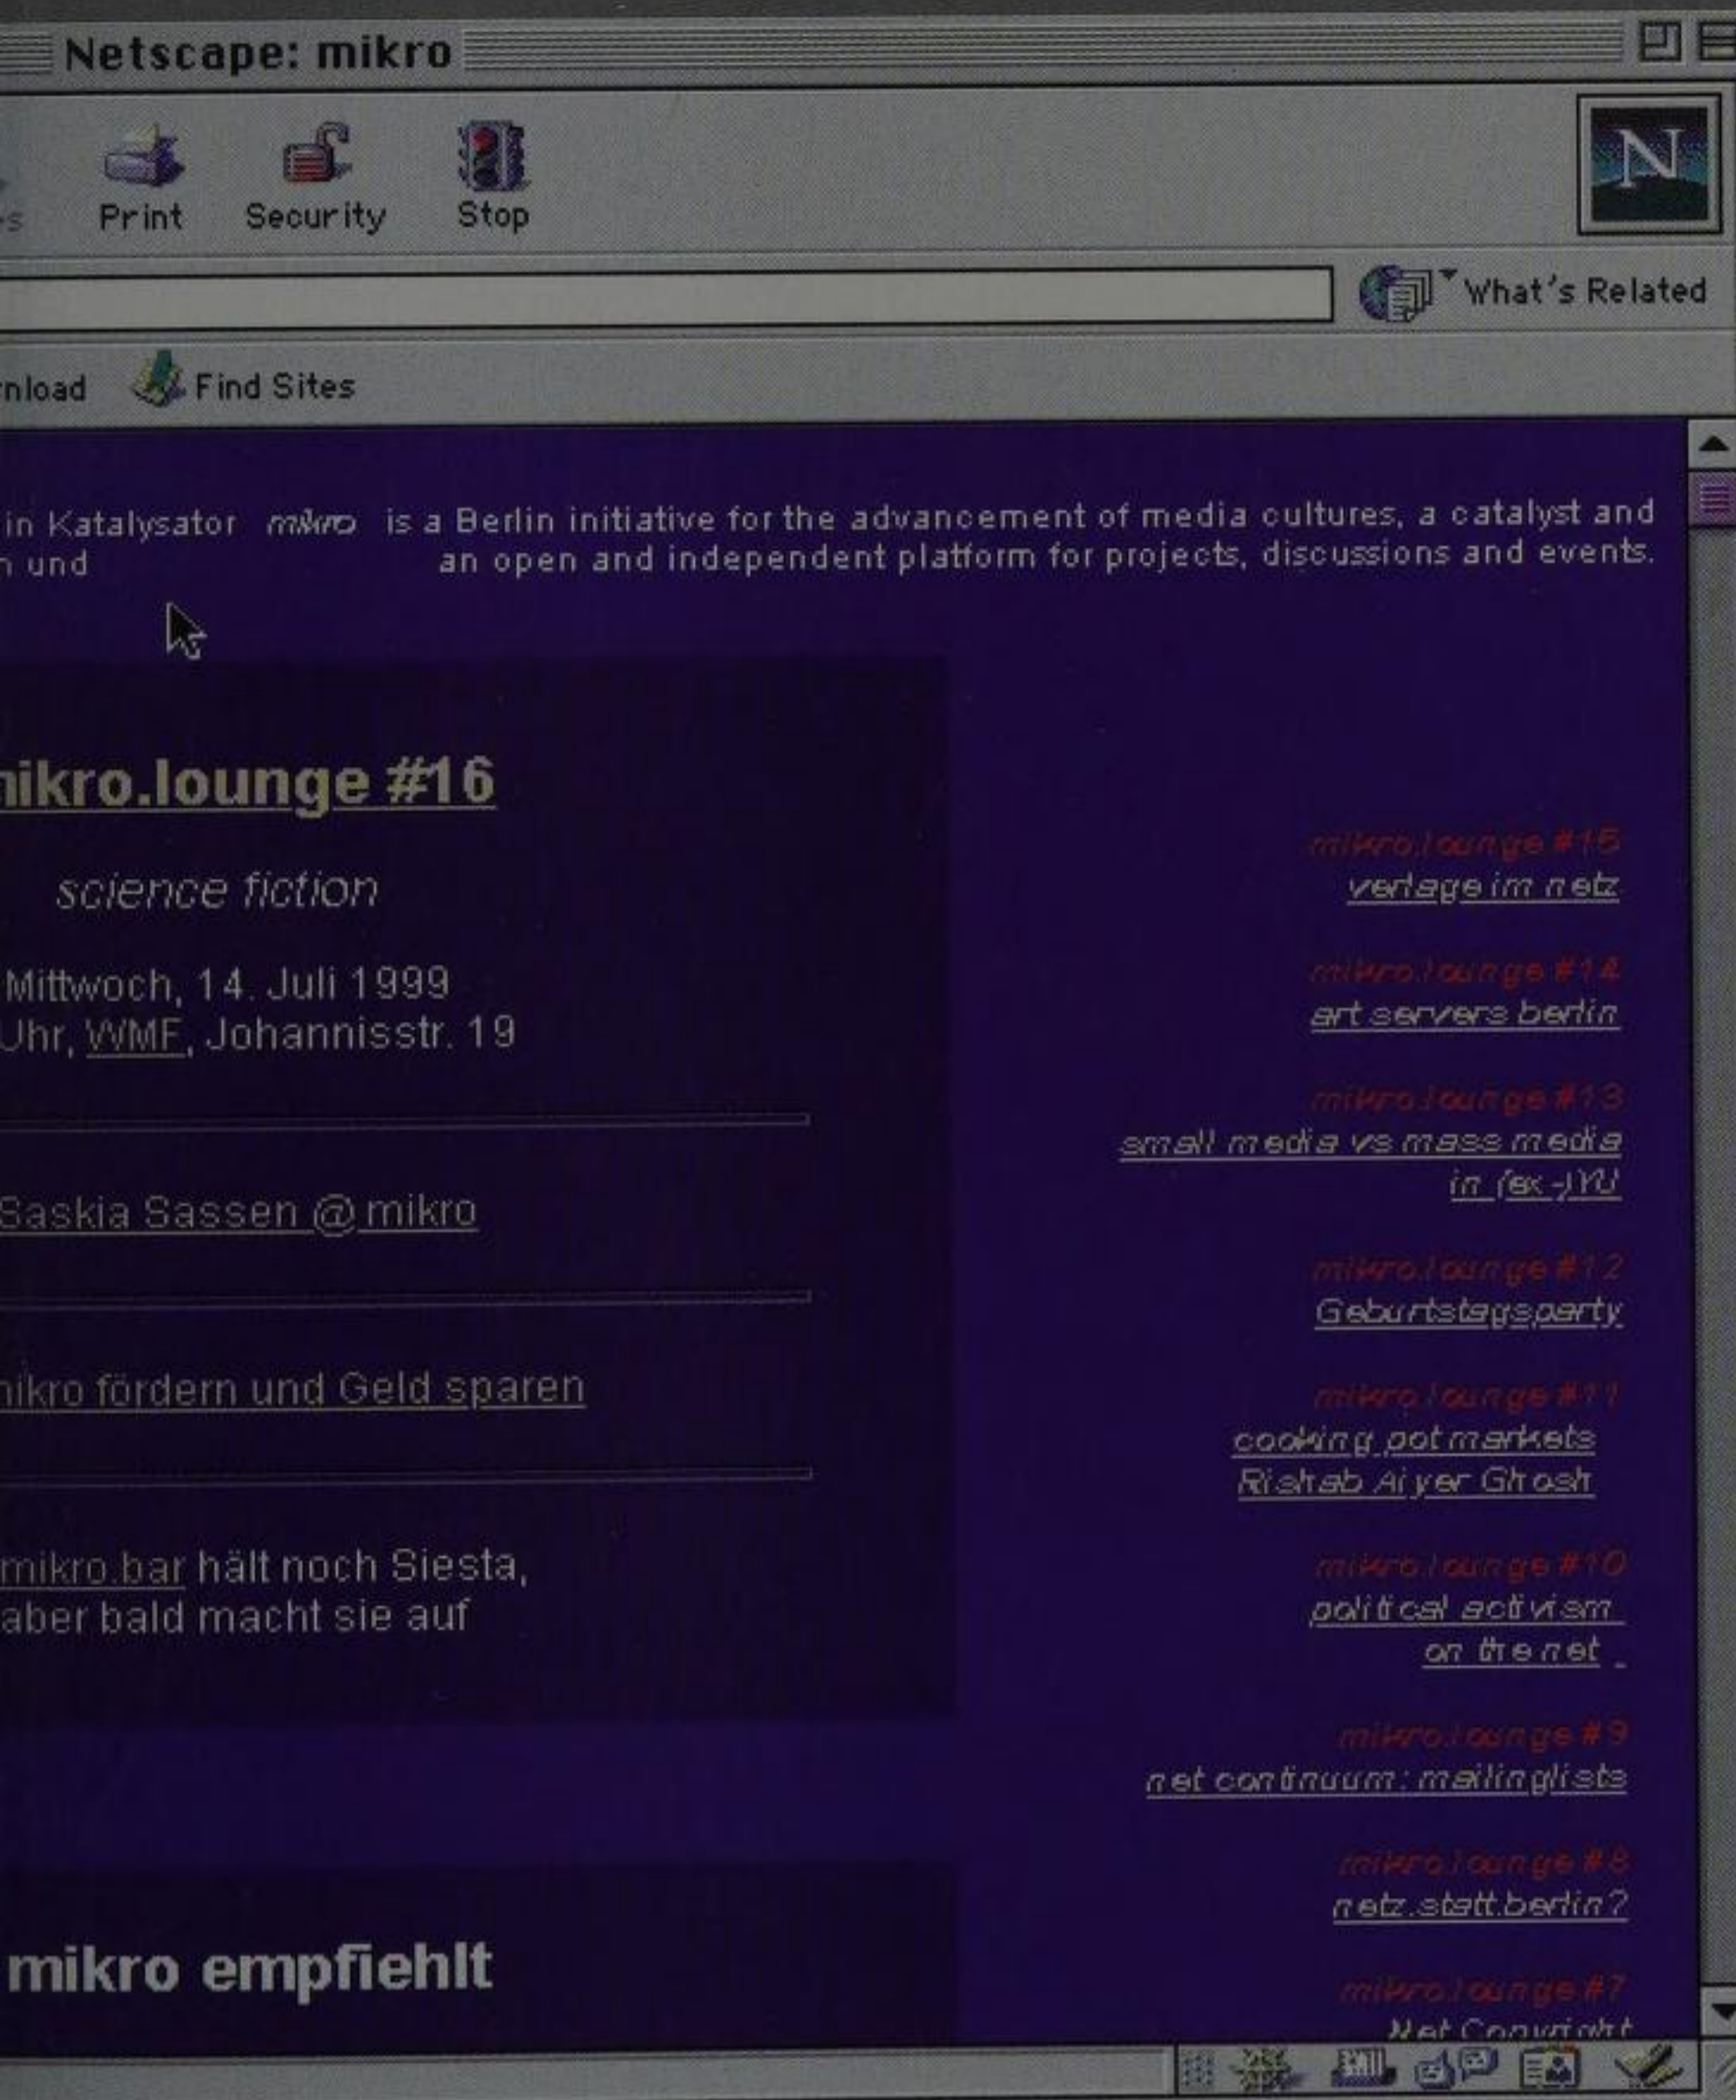 Netscape: mikro
Print
Security
Stop
N
What's Related
nload
Find Sites
in Katalysator
n und
mikro is a Berlin initiative for the advancement of media cultures, a catalyst and
an open and independent platform for projects, discussions and events.
nikro.lounge #16
science fiction
Mittwoch, 14. Juli 1999
Uhr, WMF, Johannisstr. 19
Saskia Sassen @ mikro
nikro fördern und Geld sparen
mikro.bar hält noch Siesta,
aber bald macht sie auf
mikro empfiehlt
mikro.lounge #15
verlage im netz
mikro.lounge #14
art servers berlin
mikro.lounge #13
small media vs mass media
in (ex-)YU
mikro.lounge #12
Geburtstagsparty
mikro.lounge #11
cooking pot markets
Rishab Aiyer Ghosh
mikro.lounge #10
political activism
on the net
mikro.lounge #9
net continuum: mailinglists
mikro.lounge #8
netz.statt.berlin?
mikro.lounge #7
Net Copyright